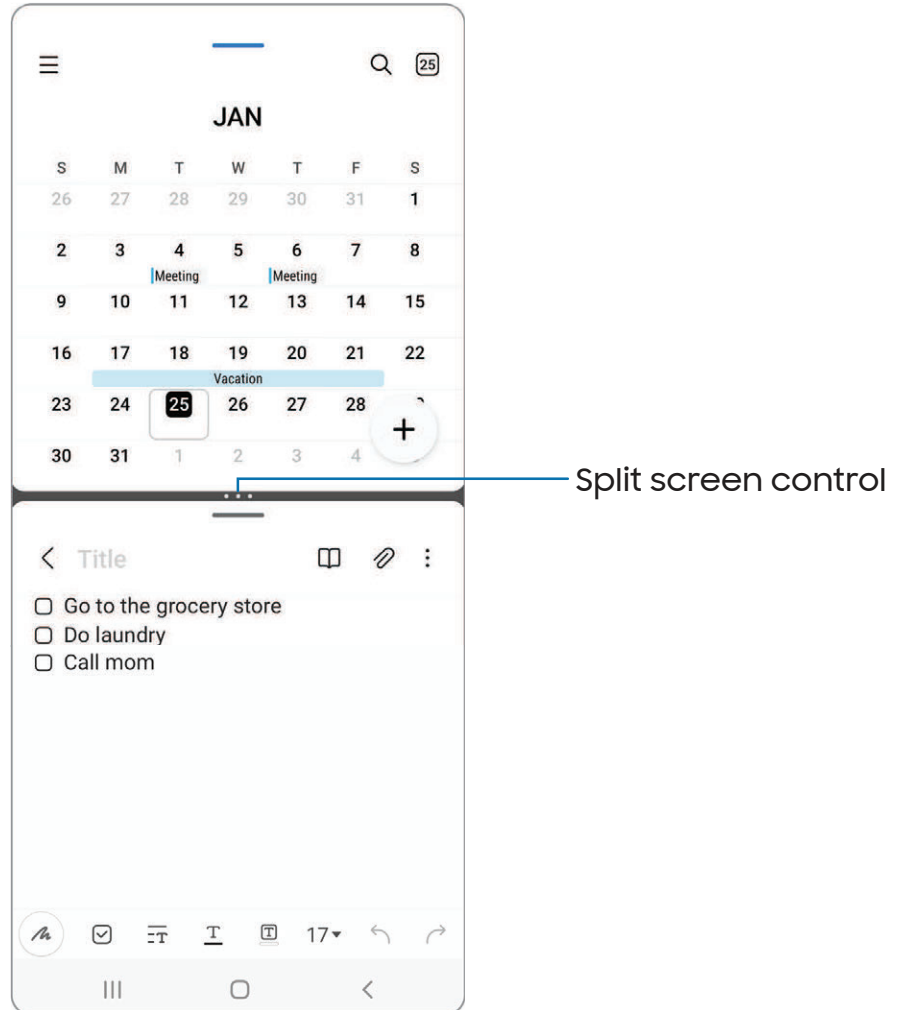 25
JAN
S M T W T F S
26 27 28 29 30 31 1
2 3 4 5 6 7 8
Meeting Meeting
9 10 11 12 13 14 15
16 17 18 19 20 21 22
Vacation
23 24 25 26 27 28
30 31 1 2 3 4
Split screen control
Title
Go to the grocery store
Do laundry
Call mom
T T T 17